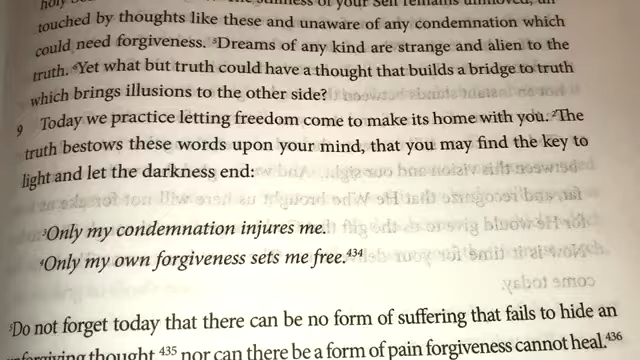 holy of your Self remains unmoved, un-
touched by thoughts like these and unaware of any condemnation which
could need forgiveness. ⁵Dreams of any kind are strange and alien to the
truth. ⁶Yet what but truth could have a thought that builds a bridge to truth
which brings illusions to the other side?
9 Today we practice letting freedom come to make its home with you. ²The
truth bestows these words upon your mind, that you may find the key to
light and let the darkness end:
³Only my condemnation injures me.
⁴Only my own forgiveness sets me free.⁴³⁴
⁵Do not forget today that there can be no form of suffering that fails to hide an
unforgiving thought,⁴³⁵ nor can there be a form of pain forgiveness cannot heal.⁴³⁶